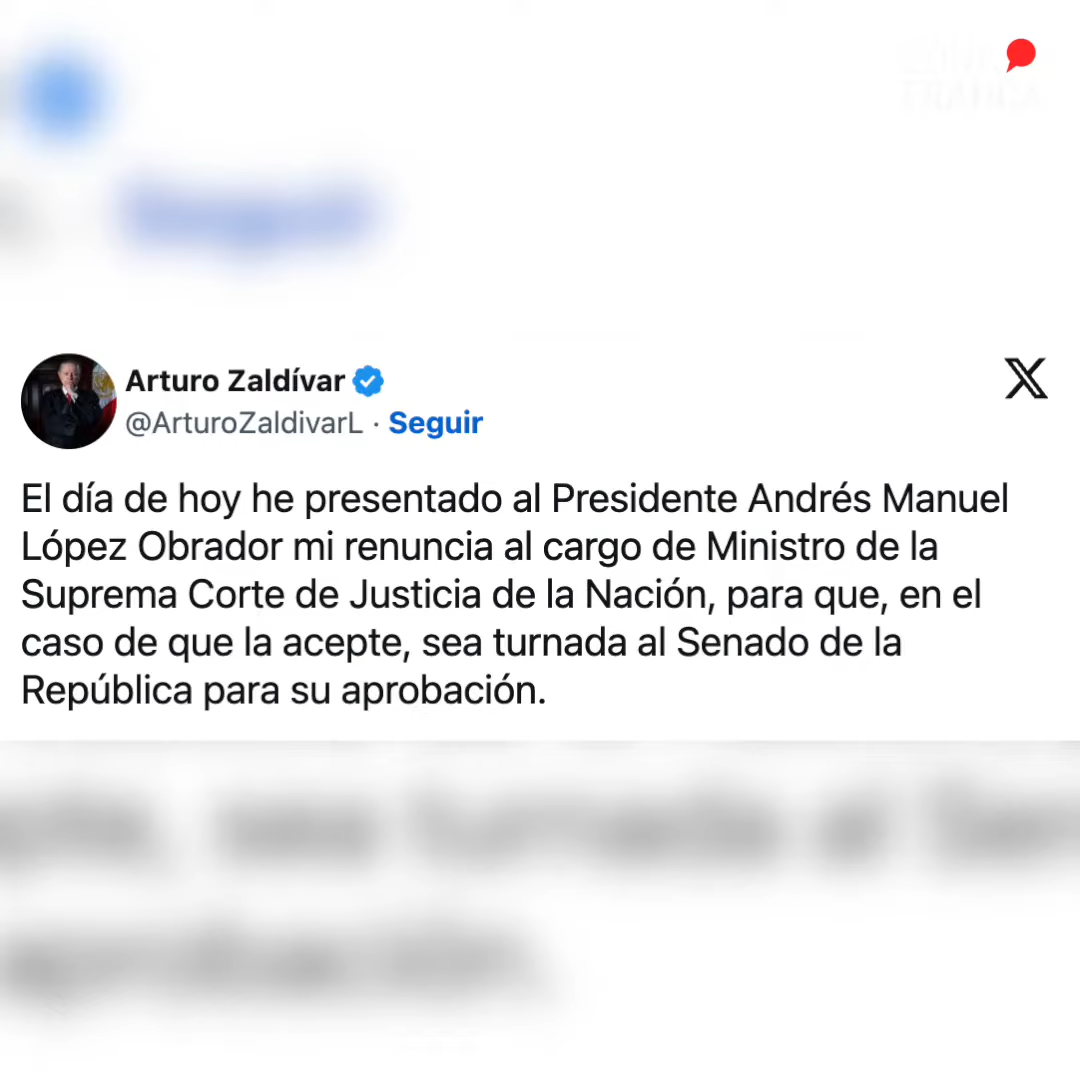 Seguir
Arturo Zaldívar
@ArturoZaldivarL · Seguir
X
El día de hoy he presentado al Presidente Andrés Manuel
López Obrador mi renuncia al cargo de Ministro de la
Suprema Corte de Justicia de la Nación, para que, en el
caso de que la acepte, sea turnada al Senado de la
República para su aprobación.